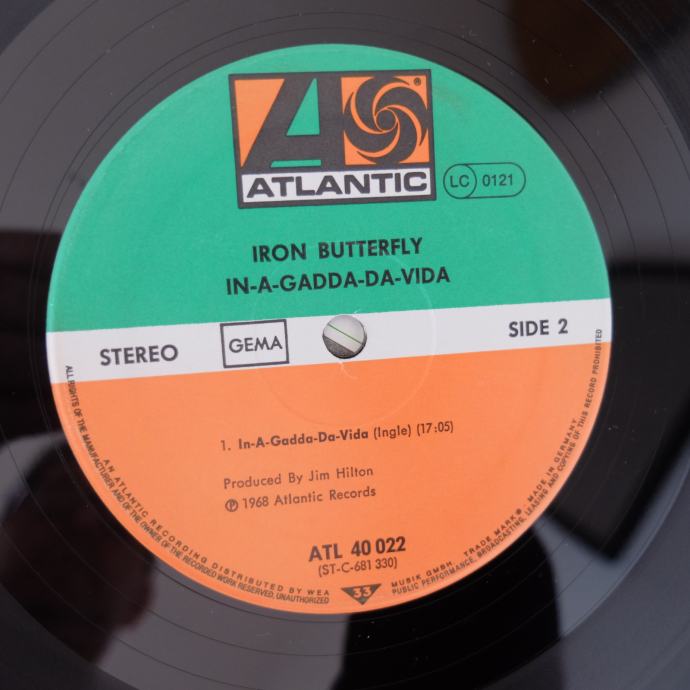 ATLANTIC
®
LC 0121
IRON BUTTERFLY
IN-A-GADDA-DA-VIDA
STEREO
GEMA
SIDE 2
1. In-A-Gadda-Da-Vida (Ingle) (17:05)
Produced By Jim Hilton
℗ 1968 Atlantic Records
ATL 40 022
(ST-C-681 330)
33
AN ATLANTIC RECORDING DISTRIBUTED BY WEA MUSIK GMBH. TRADE MARK® MADE IN GERMANY
ALL RIGHTS OF THE MANUFACTURER AND OF THE OWNER OF THE RECORDED WORK RESERVED, UNAUTHORIZED PUBLIC PERFORMANCE, BROADCASTING, LEASING AND COPYING OF THIS RECORD PROHIBITED